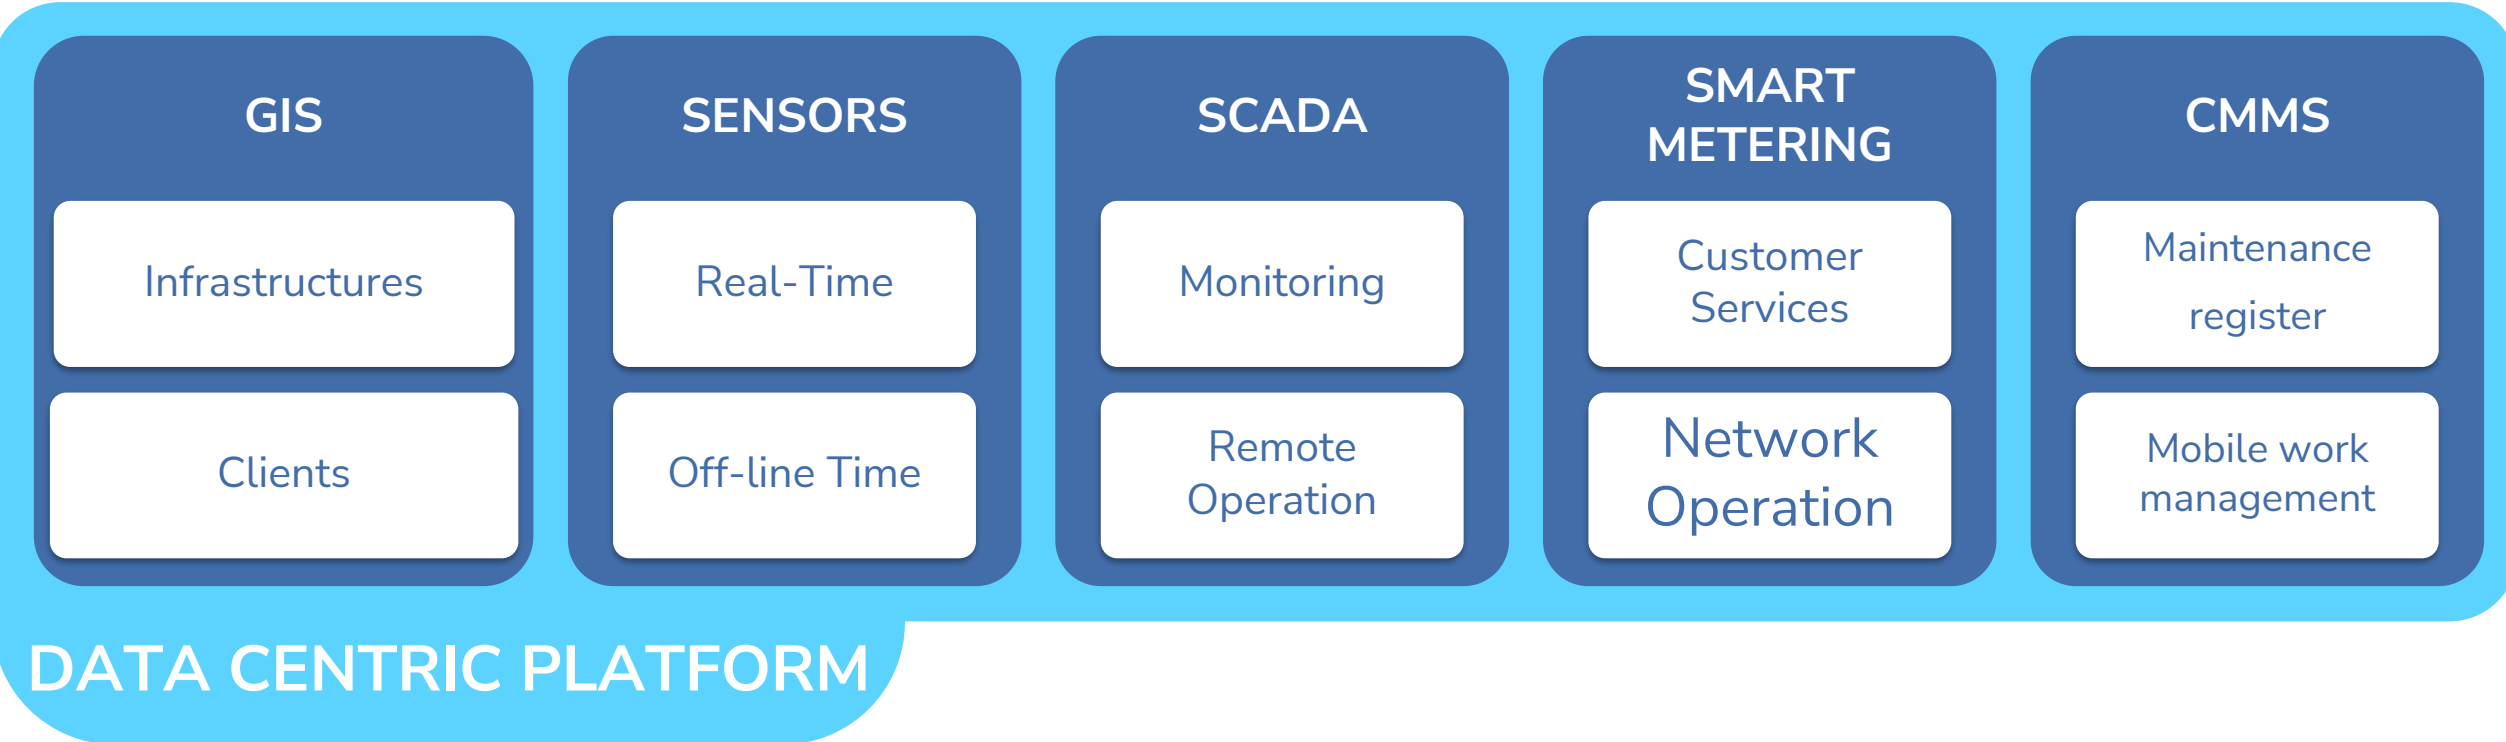 GIS
Infrastructures
Clients
SENSORS
Real-Time
Off-line Time
SCADA
Monitoring
Remote
Operation
SMART
METERING
Customer
Services
Network
Operation
CMMS
Maintenance
register
Mobile work
management
DATA CENTRIC PLATFORM